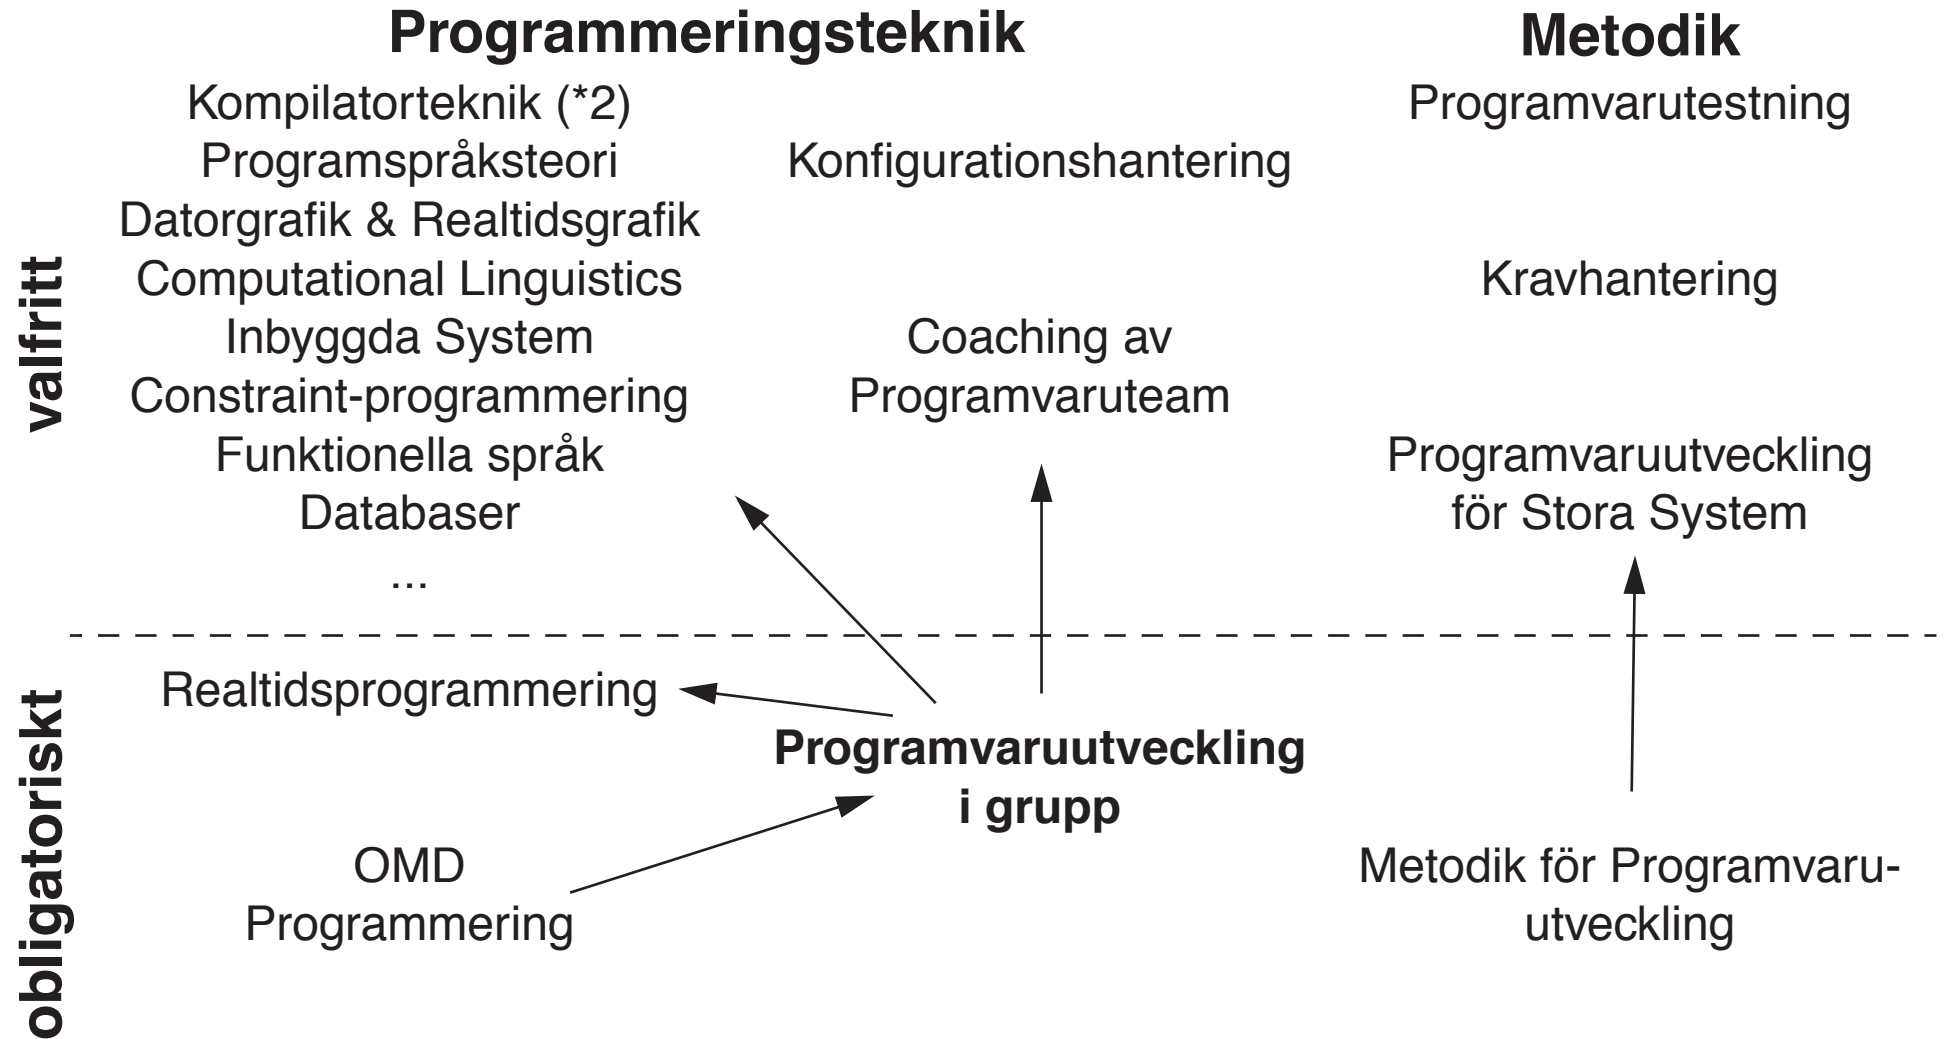 Programmeringsteknik
Metodik
valfritt
Kompilatorteknik (*2)
Programspråksteori
Datorgrafik & Realtidsgrafik
Computational Linguistics
Inbyggda System
Constraint-programmering
Funktionella språk
Databaser
...
Konfigurationshantering
Coaching av
Programvaruteam
Programvarutestning
Kravhantering
Programvaruutveckling
för Stora System
obligatoriskt
Realtidsprogrammering
OMD
Programmering
Programvaruutveckling
i grupp
Metodik för Programvaru-
utveckling